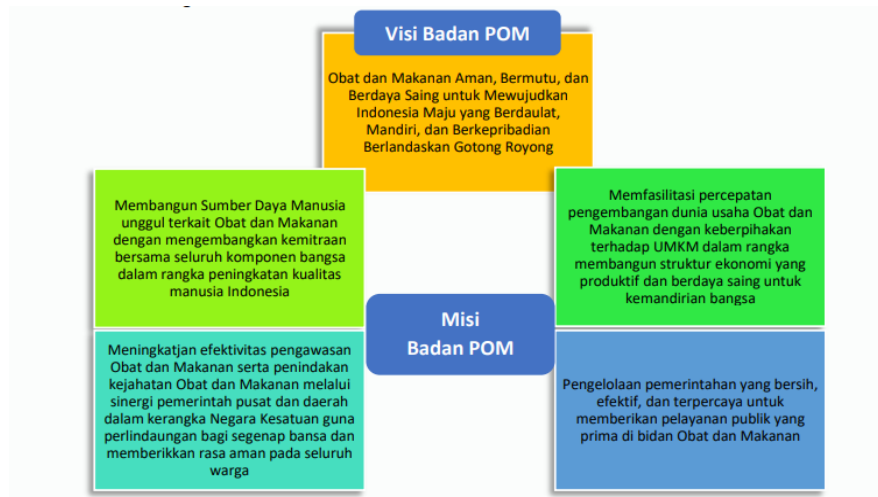 Visi Badan POM
Obat dan Makanan Aman, Bermutu, dan
Berdaya Saing untuk Mewujudkan
Indonesia Maju yang Berdaulat,
Mandiri, dan Berkepribadian
Berlandaskan Gotong Royong
Membangun Sumber Daya Manusia
unggul terkait Obat dan Makanan
dengan mengembangkan kemitraan
bersama seluruh komponen bangsa
dalam rangka peningkatan kualitas
manusia Indonesia
Memfasilitasi percepatan
pengembangan dunia usaha Obat dan
Makanan dengan keberpihakan
terhadap UMKM dalam rangka
membangun struktur ekonomi yang
produktif dan berdaya saing untuk
kemandirian bangsa
Misi
Badan POM
Meningkatjan efektivitas pengawasan
Obat dan Makanan serta penindakan
kejahatan Obat dan Makanan melalui
sinergi pemerintah pusat dan daerah
dalam kerangka Negara Kesatuan guna
perlindaungan bagi segenap bansa dan
memberikkan rasa aman pada seluruh
warga
Pengelolaan pemerintahan yang bersih,
efektif, dan terpercaya untuk
memberikan pelayanan publik yang
prima di bidan Obat dan Makanan